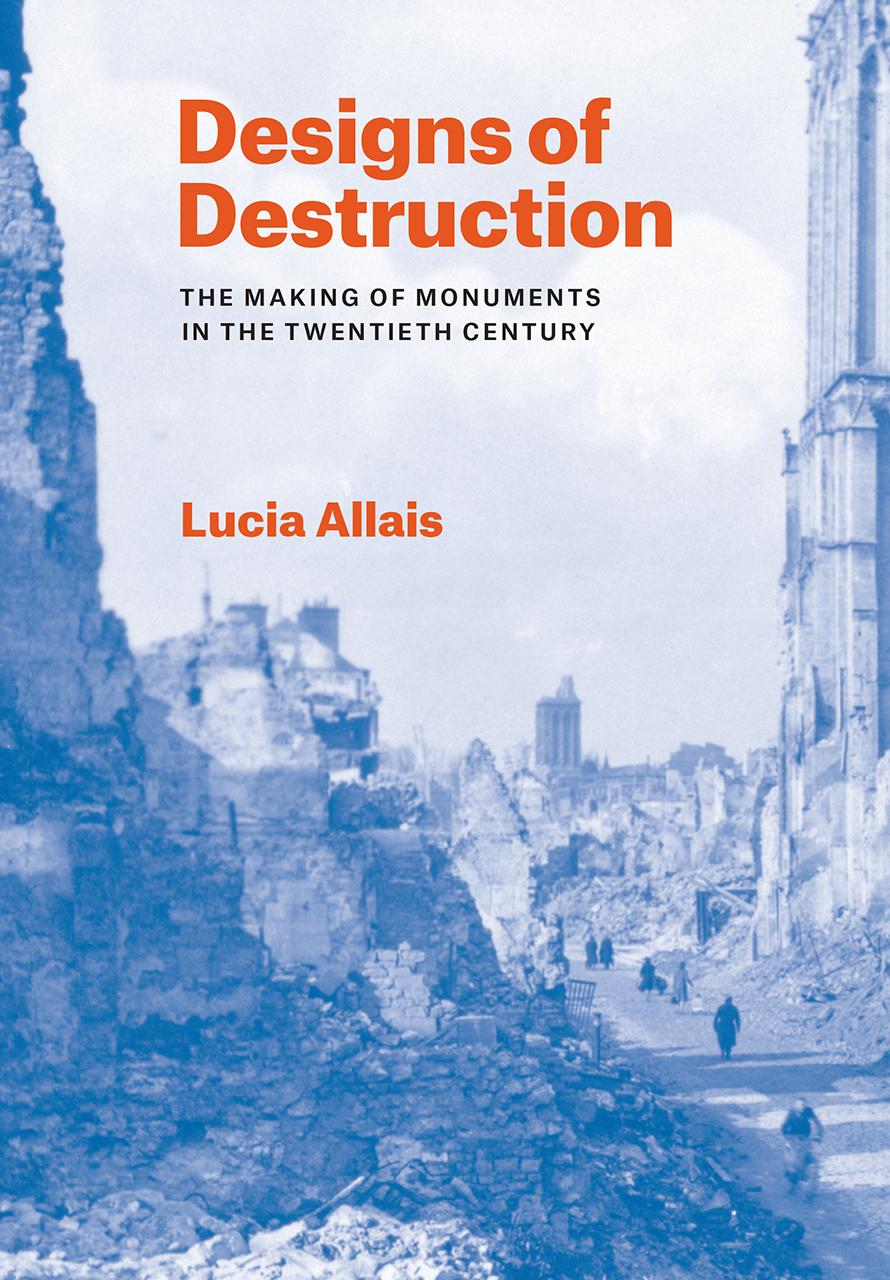 Designs of
Destruction
THE MAKING OF MONUMENTS
IN THE TWENTIETH CENTURY
Lucia Allais